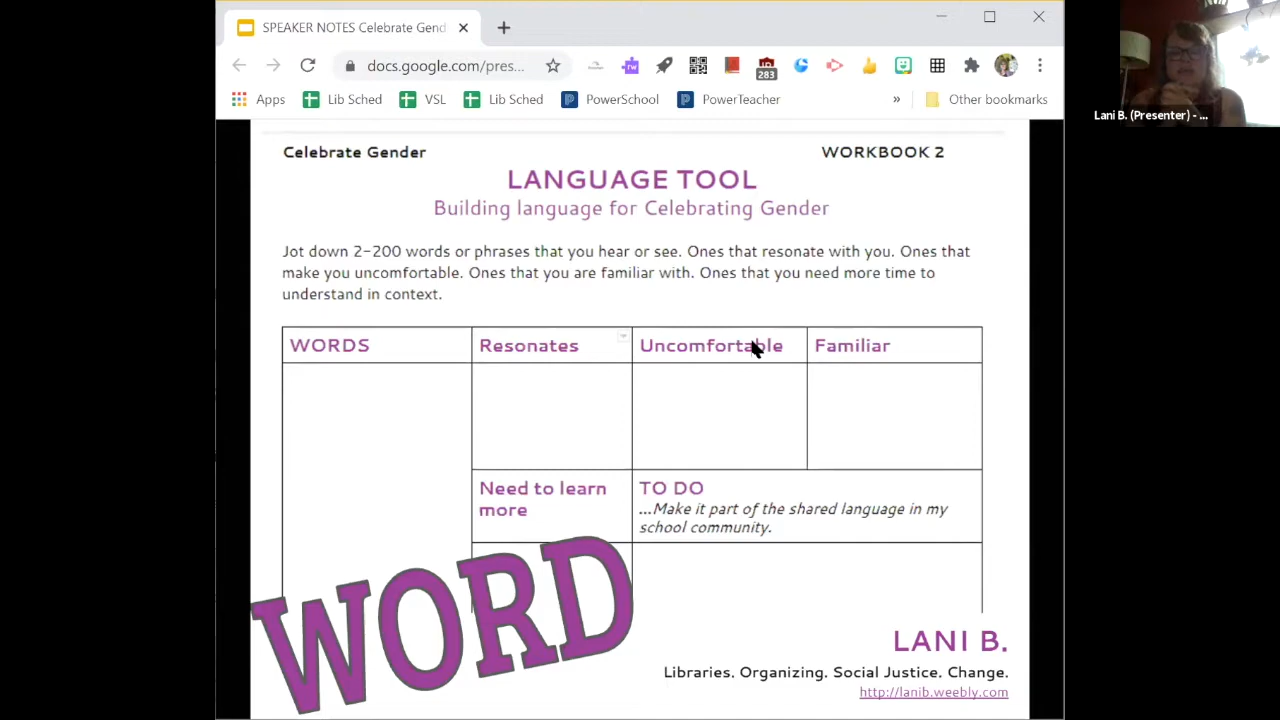 SPEAKER NOTES Celebrate Gend
docs.google.com/pres...
rw
283
Apps
Lib Sched
VSL
Lib Sched
PowerSchool
PowerTeacher
»
Other bookmarks
Lani B. (Presenter) - ...
Celebrate Gender
WORKBOOK 2
LANGUAGE TOOL
Building language for Celebrating Gender
Jot down 2-200 words or phrases that you hear or see. Ones that resonate with you. Ones that
make you uncomfortable. Ones that you are familiar with. Ones that you need more time to
understand in context.
WORDS
Resonates
Uncomfortable
Familiar
Need to learn
more
TO DO
...Make it part of the shared language in my
school community.
WORD
LANI B.
Libraries. Organizing. Social Justice. Change.
http://lanib.weebly.com